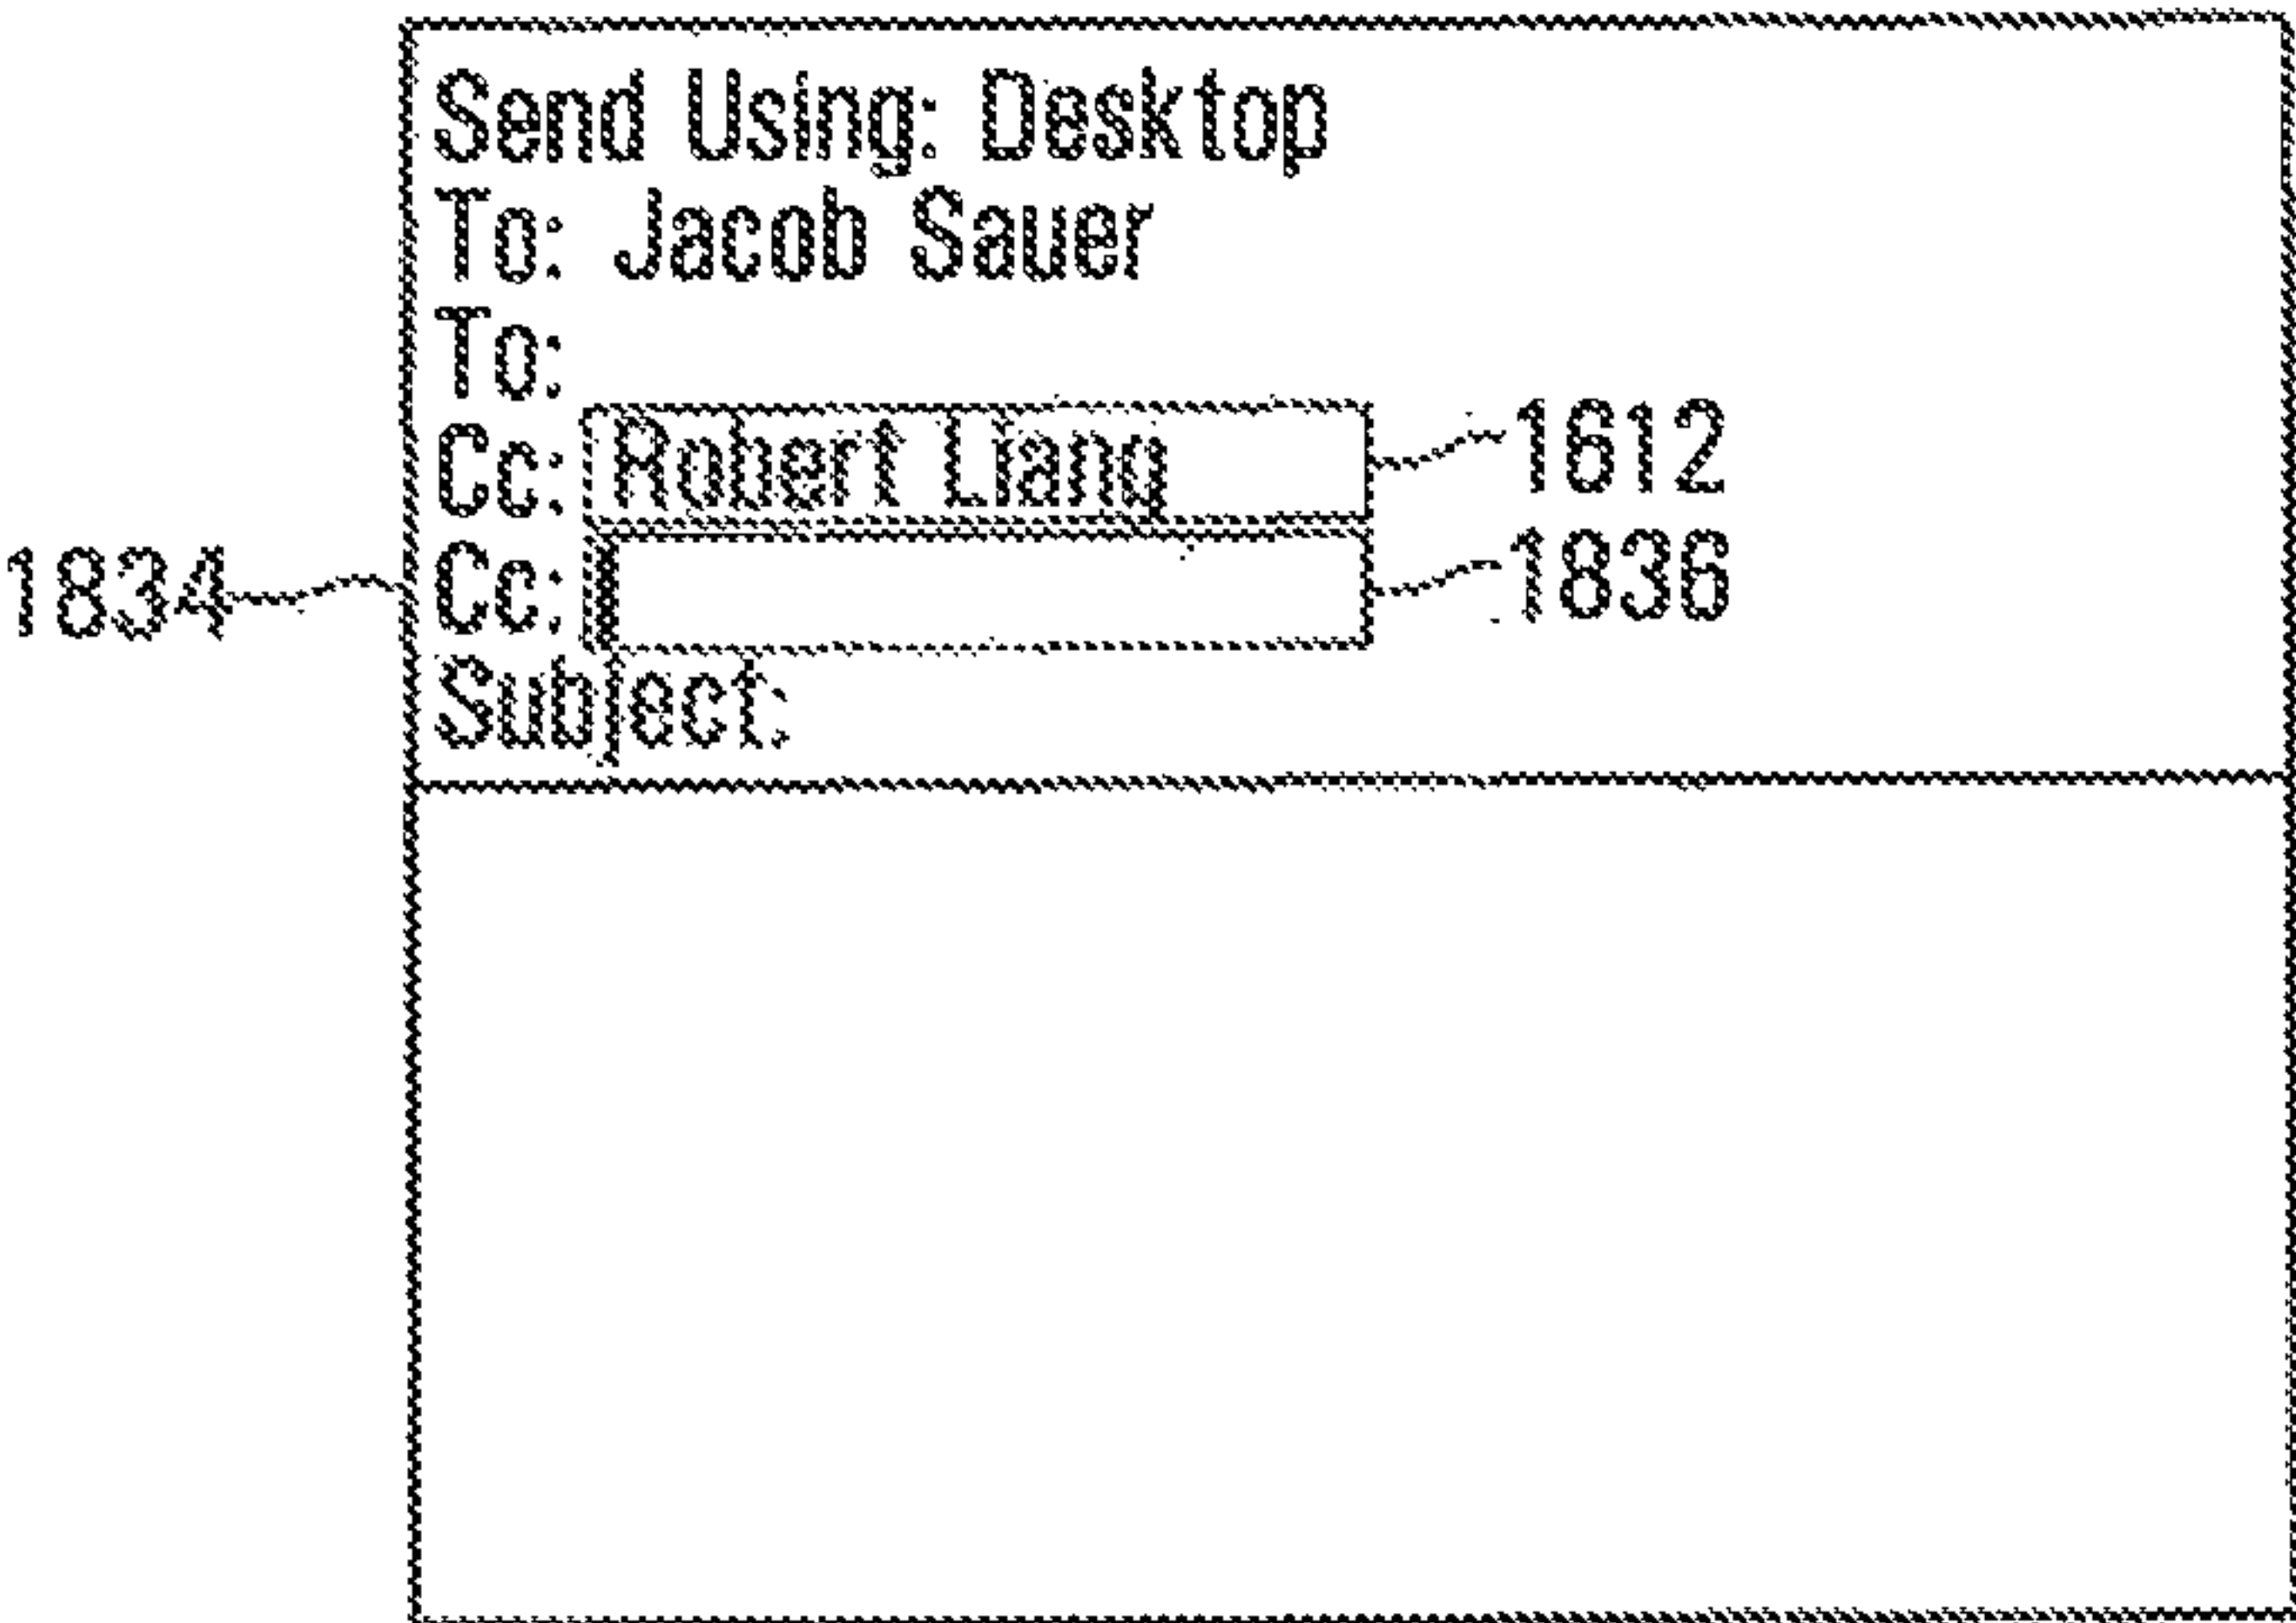 Send Using: Desktop
To: Jacob Sauer
To:
Cc: Robert Liang 1612
1834 Cc: 1836
Subject: